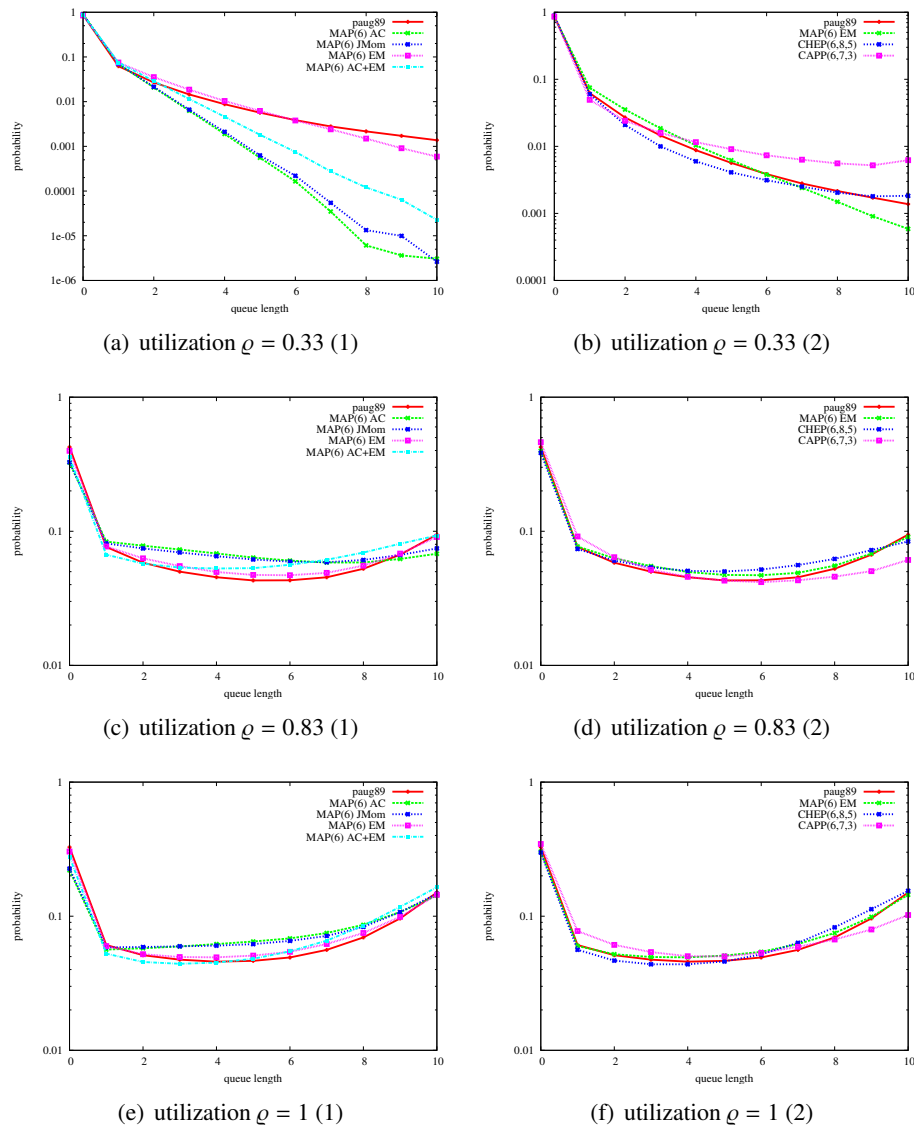 1
0.1
0.01
0.001
0.0001
1e-05
1e-06
0
2
4
6
8
10
probability
queue length
paug89
MAP(6) AC
MAP(6) JMom
MAP(6) EM
MAP(6) AC+EM
(a) utilization ϱ = 0.33 (1)
1
0.1
0.01
0.001
0.0001
0
2
4
6
8
10
probability
queue length
paug89
MAP(6) EM
CHEP(6,8,5)
CAPP(6,7,3)
(b) utilization ϱ = 0.33 (2)
1
0.1
0.01
0
2
4
6
8
10
probability
queue length
paug89
MAP(6) AC
MAP(6) JMom
MAP(6) EM
MAP(6) AC+EM
(c) utilization ϱ = 0.83 (1)
1
0.1
0.01
0
2
4
6
8
10
probability
queue length
paug89
MAP(6) EM
CHEP(6,8,5)
CAPP(6,7,3)
(d) utilization ϱ = 0.83 (2)
1
0.1
0.01
0
2
4
6
8
10
probability
queue length
paug89
MAP(6) AC
MAP(6) JMom
MAP(6) EM
MAP(6) AC+EM
(e) utilization ϱ = 1 (1)
1
0.1
0.01
0
2
4
6
8
10
probability
queue length
paug89
MAP(6) EM
CHEP(6,8,5)
CAPP(6,7,3)
(f) utilization ϱ = 1 (2)